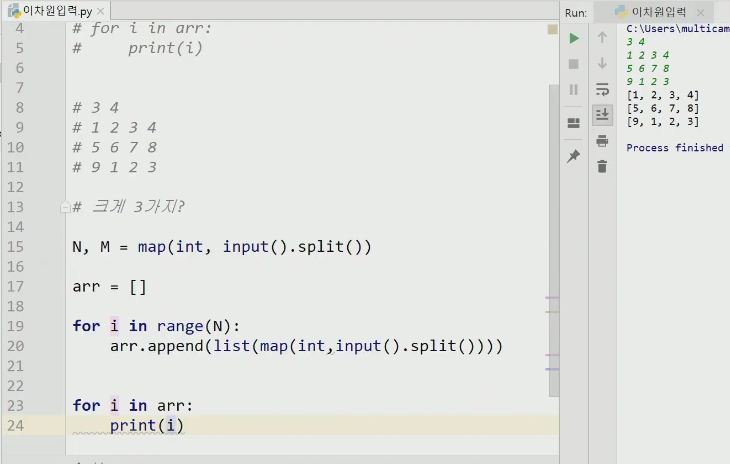 이차원입력.py
4 # for i in arr:
5 #     print(i)
6
7
8 # 3 4
9 # 1 2 3 4
10 # 5 6 7 8
11 # 9 1 2 3
12
13 # 크게 3가지?
14
15 N, M = map(int, input().split())
16
17 arr = []
18
19 for i in range(N):
20     arr.append(list(map(int,input().split())))
21
22
23 for i in arr:
24     print(i)
Run: 이차원입력
C:\Users\multicam
3 4
1 2 3 4
5 6 7 8
9 1 2 3
[1, 2, 3, 4]
[5, 6, 7, 8]
[9, 1, 2, 3]
Process finished